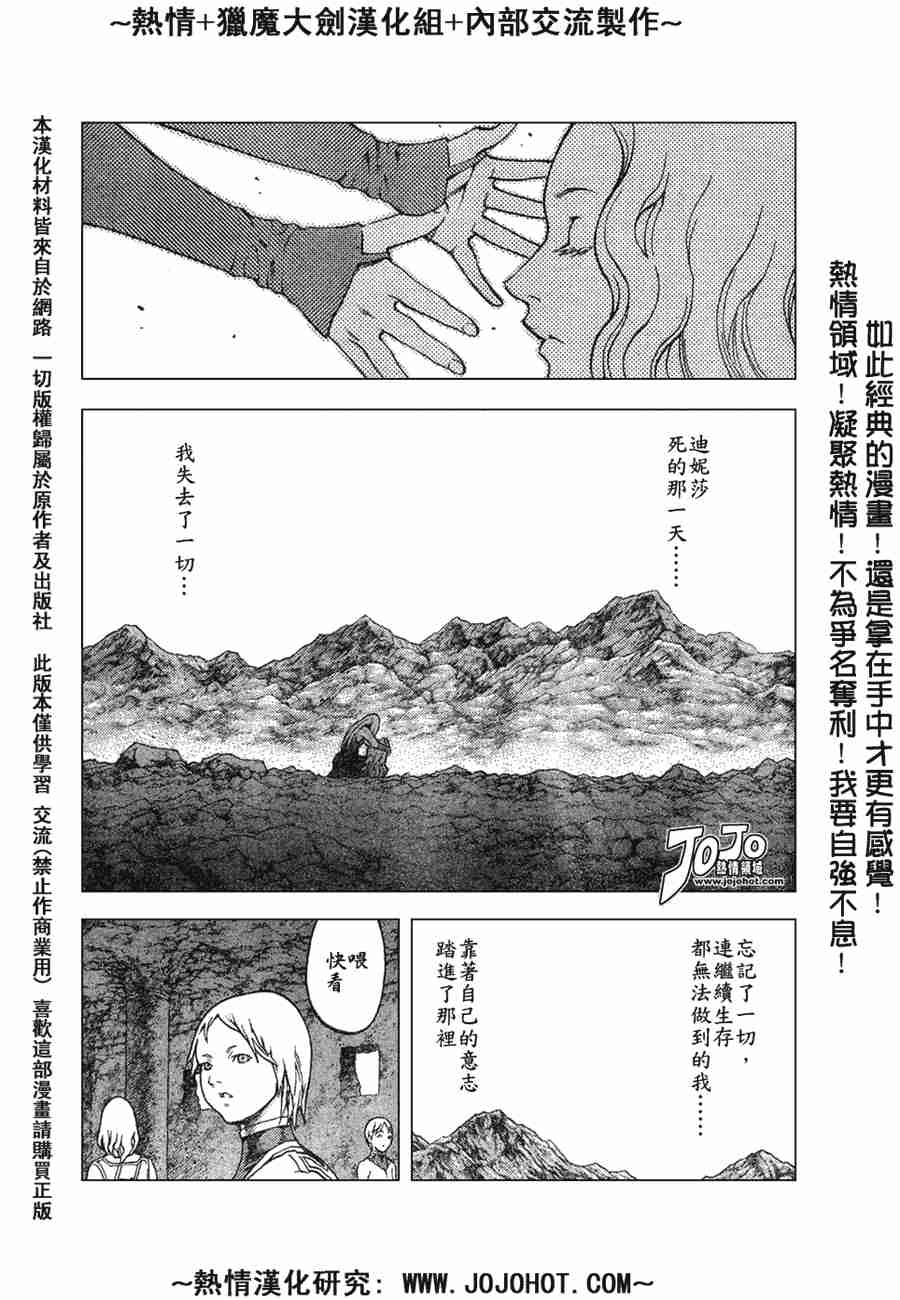 ~熱情+獵魔大劍漢化組+內部交流製作~
如此經典的漫畫！還是拿在手中才更有感覺！
熱情領域！凝聚熱情！不為爭名奪利！我要自強不息！
迪妮莎
死的那一天……
我失去了一切…
JOJO
熱情領域
www.jojohot.com
忘記了一切，
連繼續生存
都無法做到的我……
靠著自己的意志
踏進了那裡
喂
快看
本漢化材料皆來自於網路 一切版權歸屬於原作者及出版社 此版本僅供學習 交流(禁止作商業用) 喜歡這部漫畫請購買正版
~熱情漢化研究: WWW.JOJOHOT.COM~